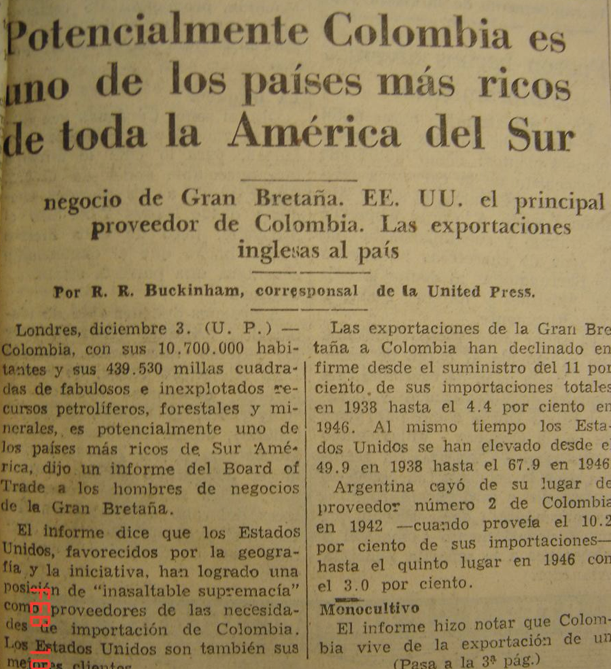 Potencialmente Colombia es
uno de los países más ricos
de toda la América del Sur
negocio de Gran Bretaña. EE. UU. el principal
proveedor de Colombia. Las exportaciones
inglesas al país
Por R. R. Buckinham, corresponsal de la United Press.
Londres, diciembre 3. (U. P.) —
Colombia, con sus 10.700.000 habi-
tantes y sus 439.530 millas cuadra-
das de fabulosos e inexplotados re-
cursos petrolíferos, forestales y mi-
nerales, es potencialmente uno de
los países más ricos de Sur Amé-
rica, dijo un informe del Board of
Trade a los hombres de negocios
de la Gran Bretaña.
El informe dice que los Estados
Unidos, favorecidos por la geogra-
fía y la iniciativa, han logrado una
posición de "inasaltable supremacía"
como proveedores de las necesida-
des de importación de Colombia.
Los Estados Unidos son también sus
mejores clientes
Las exportaciones de la Gran Bre
taña a Colombia han declinado en
firme desde el suministro del 11 por
ciento de sus importaciones totales
en 1938 hasta el 4.4 por ciento en
1946. Al mismo tiempo los Esta-
dos Unidos se han elevado desde e
49.9 en 1938 hasta el 67.9 en 1946
Argentina cayó de su lugar de
proveedor número 2 de Colombia
en 1942 —cuando proveía el 10.2
por ciento de sus importaciones—
hasta el quinto lugar en 1946 con
el 3.0 por ciento.
Monocultivo
El informe hizo notar que Colom-
bia vive de la exportación de un
(Pasa a la 3ª pág.)
FEB